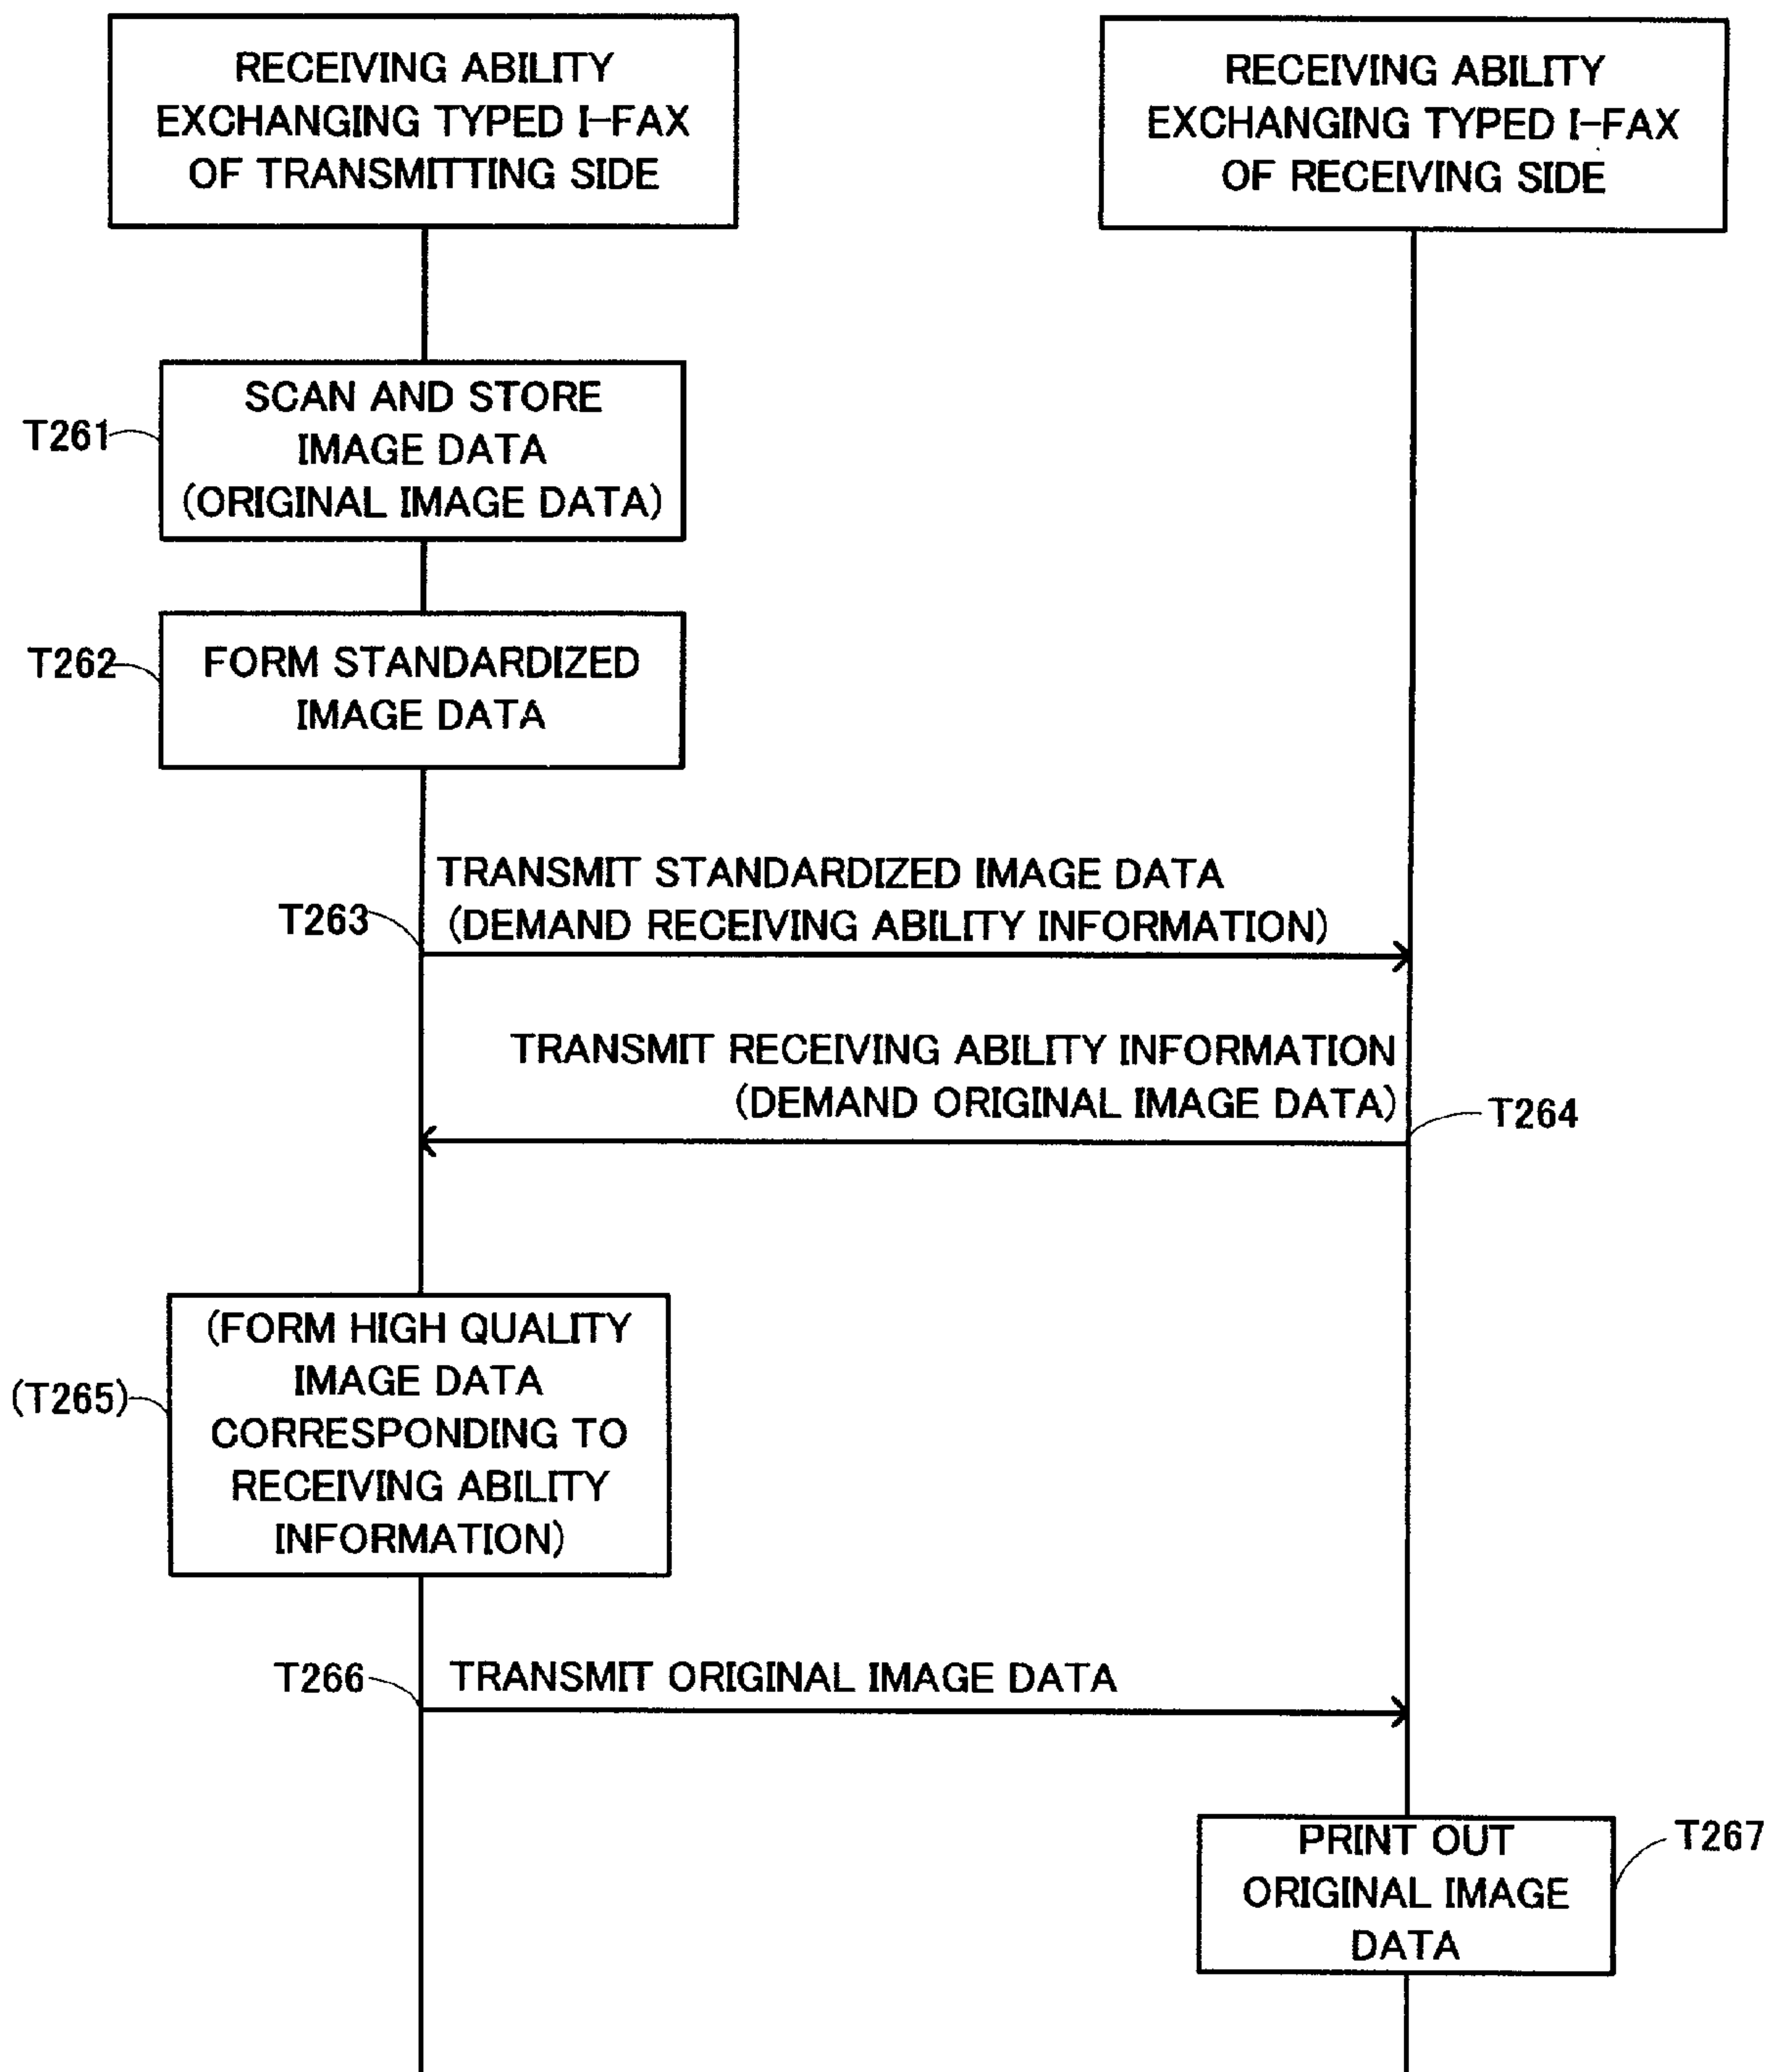 RECEIVING ABILITY
EXCHANGING TYPED I-FAX
OF TRANSMITTING SIDE
RECEIVING ABILITY
EXCHANGING TYPED I-FAX
OF RECEIVING SIDE
T261
SCAN AND STORE
IMAGE DATA
(ORIGINAL IMAGE DATA)
T262
FORM STANDARDIZED
IMAGE DATA
T263
TRANSMIT STANDARDIZED IMAGE DATA
(DEMAND RECEIVING ABILITY INFORMATION)
TRANSMIT RECEIVING ABILITY INFORMATION
(DEMAND ORIGINAL IMAGE DATA)
T264
(T265)
(FORM HIGH QUALITY
IMAGE DATA
CORRESPONDING TO
RECEIVING ABILITY
INFORMATION)
T266
TRANSMIT ORIGINAL IMAGE DATA
PRINT OUT
ORIGINAL IMAGE
DATA
T267